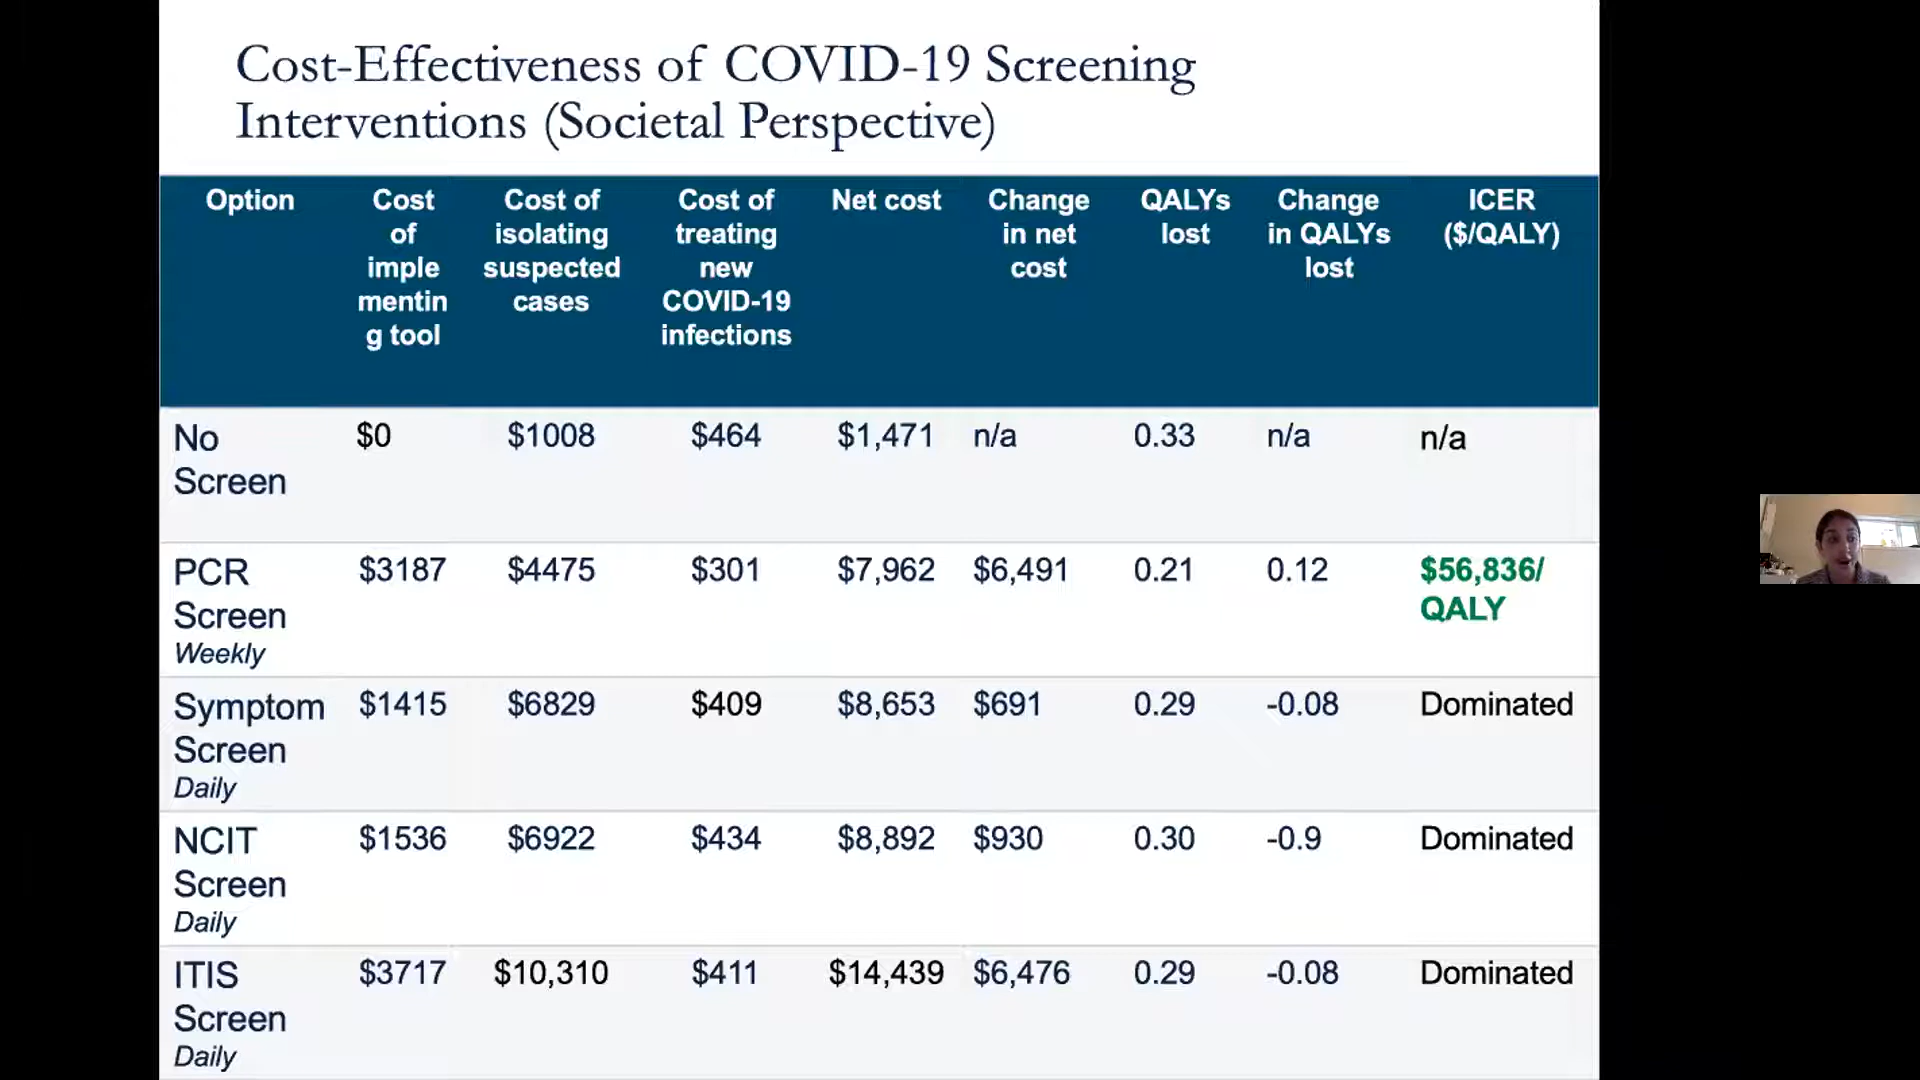 Cost-Effectiveness of COVID-19 Screening
Interventions (Societal Perspective)
Option
Cost
of
imple
mentin
g tool
Cost of
isolating
suspected
cases
Cost of
treating
new
COVID-19
infections
Net cost
Change
in net
cost
QALYs
lost
Change
in QALYs
lost
ICER
($/QALY)
No
Screen
$0
$1008
$464
$1,471
n/a
0.33
n/a
n/a
PCR
Screen
Weekly
$3187
$4475
$301
$7,962
$6,491
0.21
0.12
$56,836/
QALY
Symptom
Screen
Daily
$1415
$6829
$409
$8,653
$691
0.29
-0.08
Dominated
NCIT
Screen
Daily
$1536
$6922
$434
$8,892
$930
0.30
-0.9
Dominated
ITIS
Screen
Daily
$3717
$10,310
$411
$14,439
$6,476
0.29
-0.08
Dominated